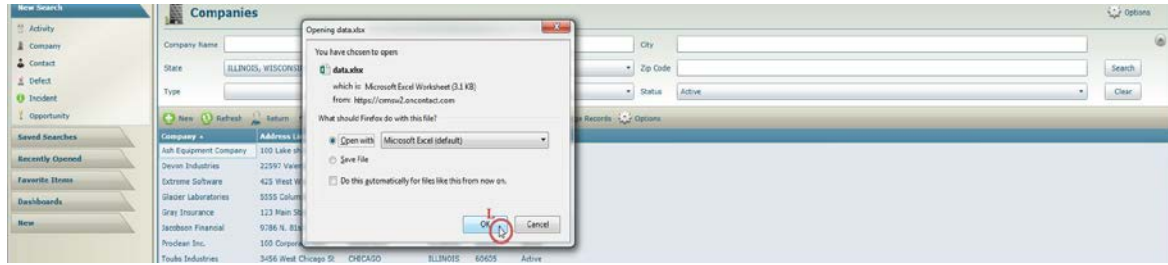 New Search
Activity
Company
Contact
Defect
Incident
Opportunity
Saved Searches
Recently Opened
Favorite Items
Dashboards
New
Companies
Options
Company Name
City
State ILLINOIS, WISCONSIN
Zip Code
Search
Type
Status Active
Clear
New Refresh Return
Records Options
Company
Address Li
Ash Equipment Company 100 Lake sh
Devon Industries 22597 Valen
Extreme Software 425 West W
Glacier Laboratories 5555 Colum
Gray Insurance 123 Main St
Jacobson Financial 9786 N. 81s
Proclean Inc. 100 Corpora
Toubs Industries 3456 West Chicago St CHICAGO ILLINOIS 60605 Active
Opening data.xlsx
You have chosen to open:
data.xlsx
which is: Microsoft Excel Worksheet (3.1 KB)
from: https://crmsw2.oncontact.com
What should Firefox do with this file?
Open with Microsoft Excel (default)
Save File
Do this automatically for files like this from now on.
L
OK
Cancel